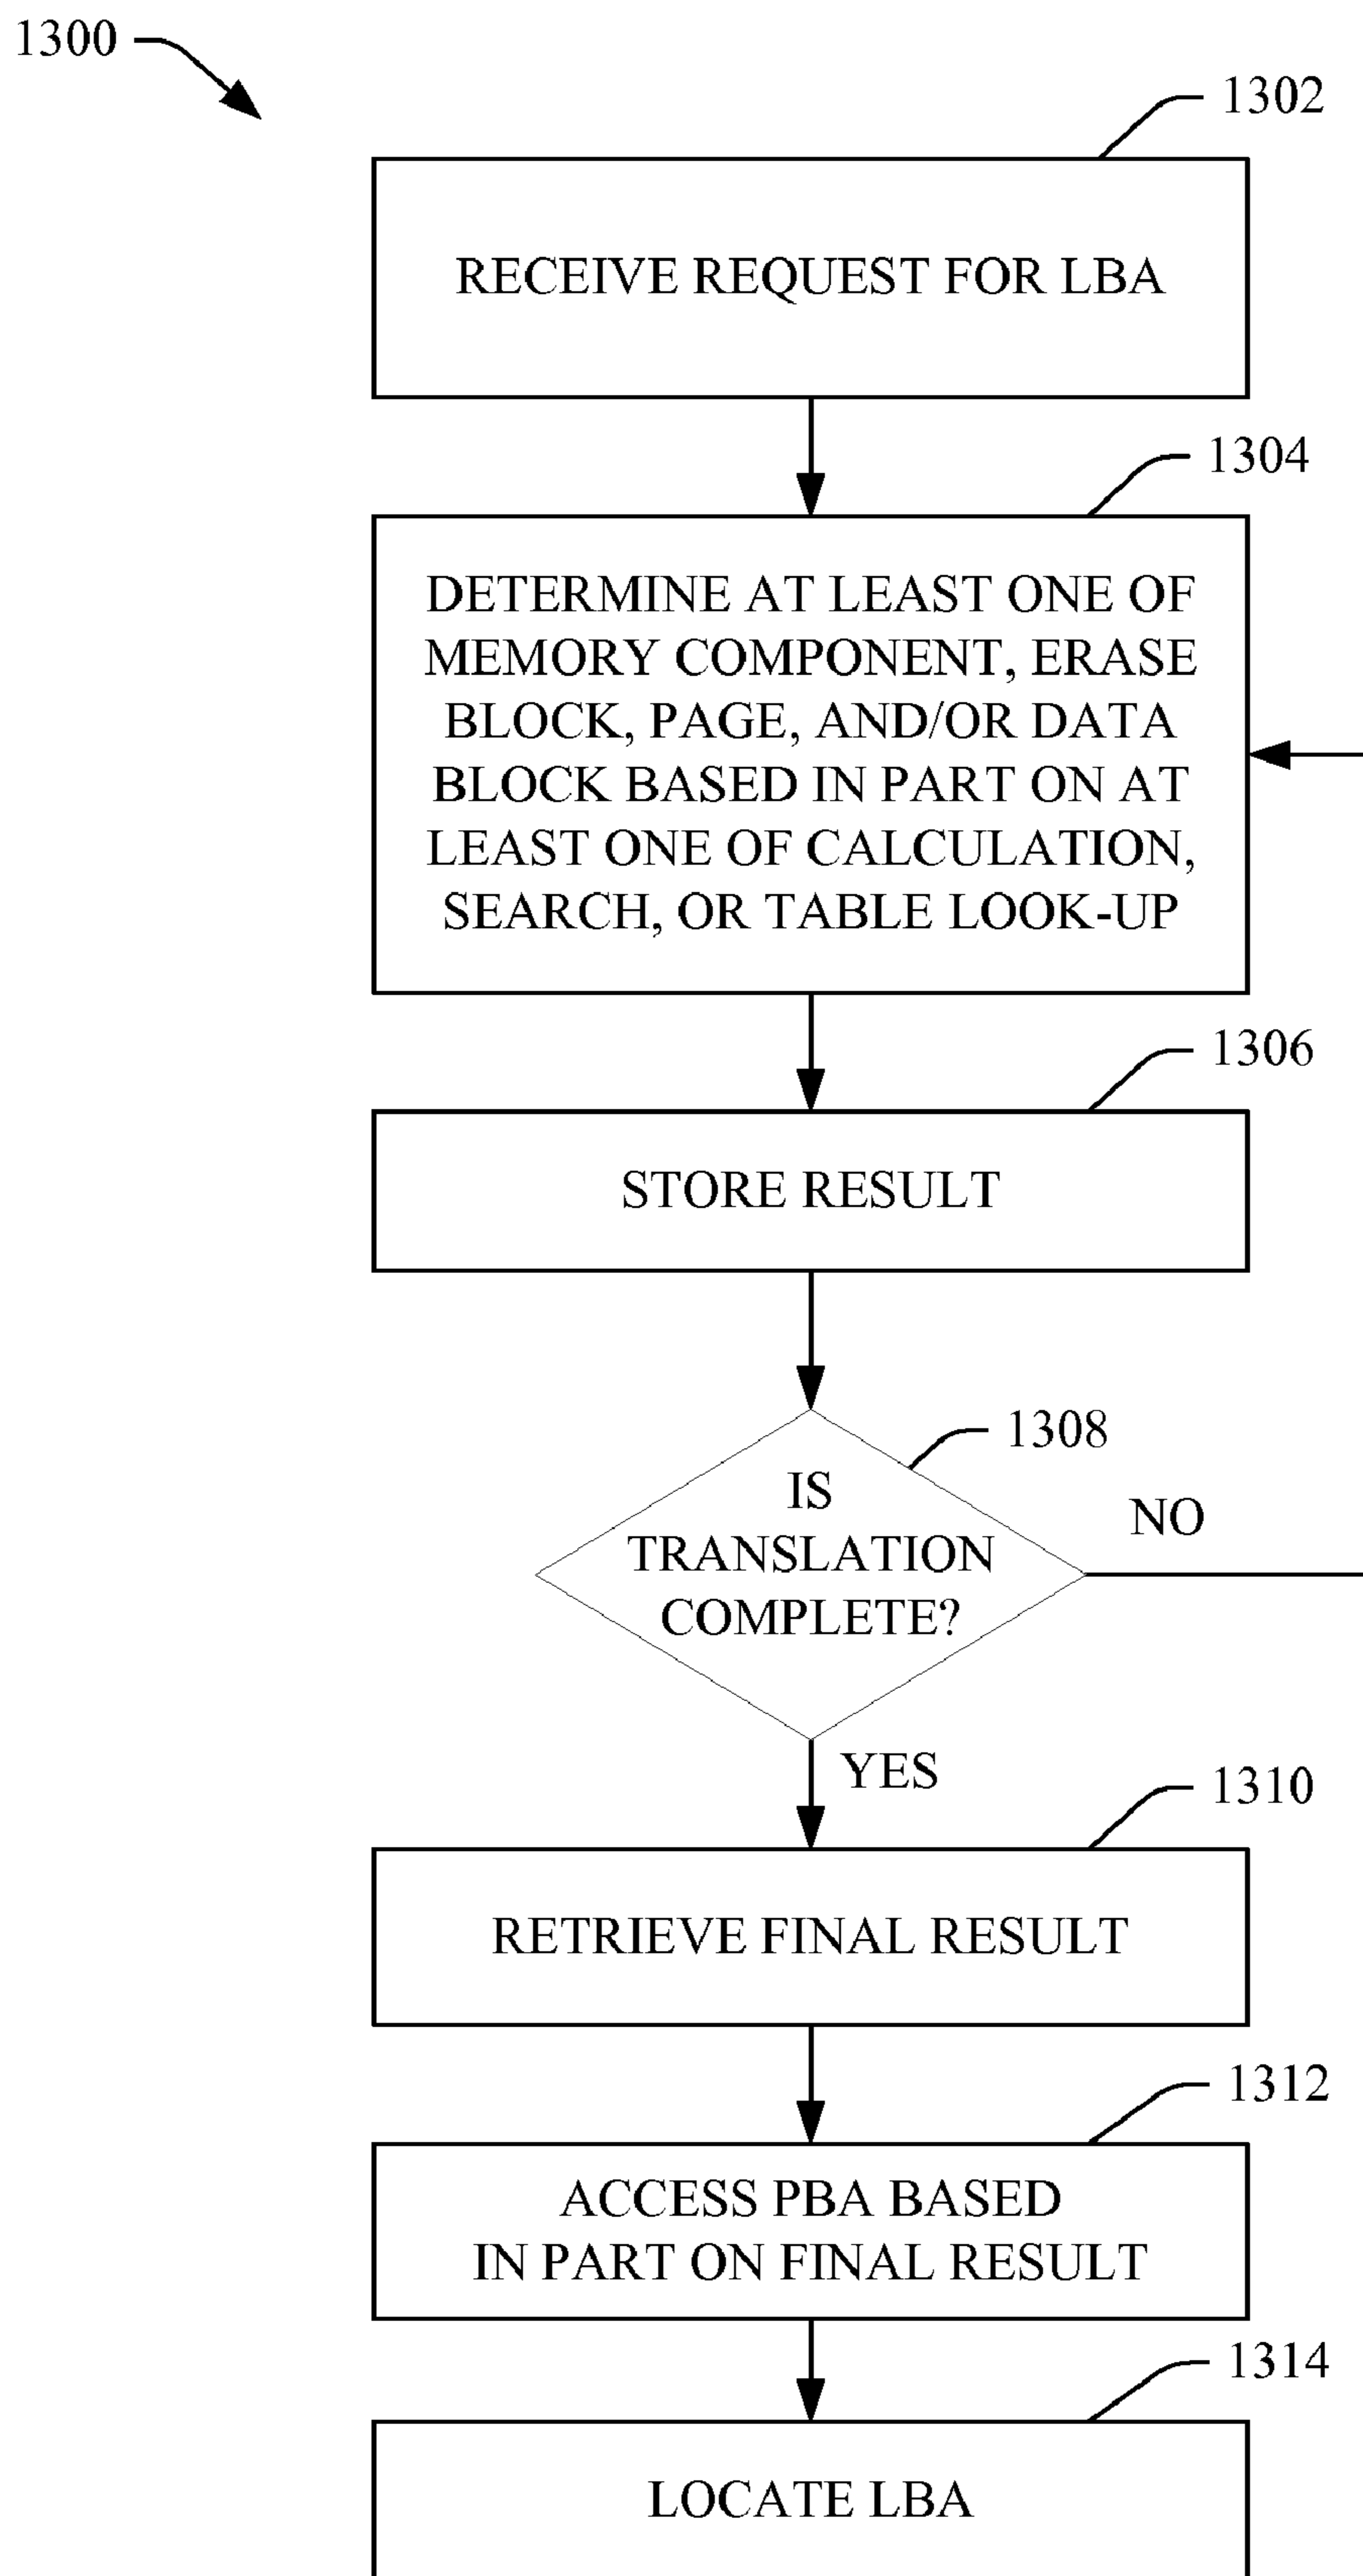 1300
1302
RECEIVE REQUEST FOR LBA
1304
DETERMINE AT LEAST ONE OF
MEMORY COMPONENT, ERASE
BLOCK, PAGE, AND/OR DATA
BLOCK BASED IN PART ON AT
LEAST ONE OF CALCULATION,
SEARCH, OR TABLE LOOK-UP
1306
STORE RESULT
1308
IS
TRANSLATION
COMPLETE?
NO
YES
1310
RETRIEVE FINAL RESULT
1312
ACCESS PBA BASED
IN PART ON FINAL RESULT
1314
LOCATE LBA